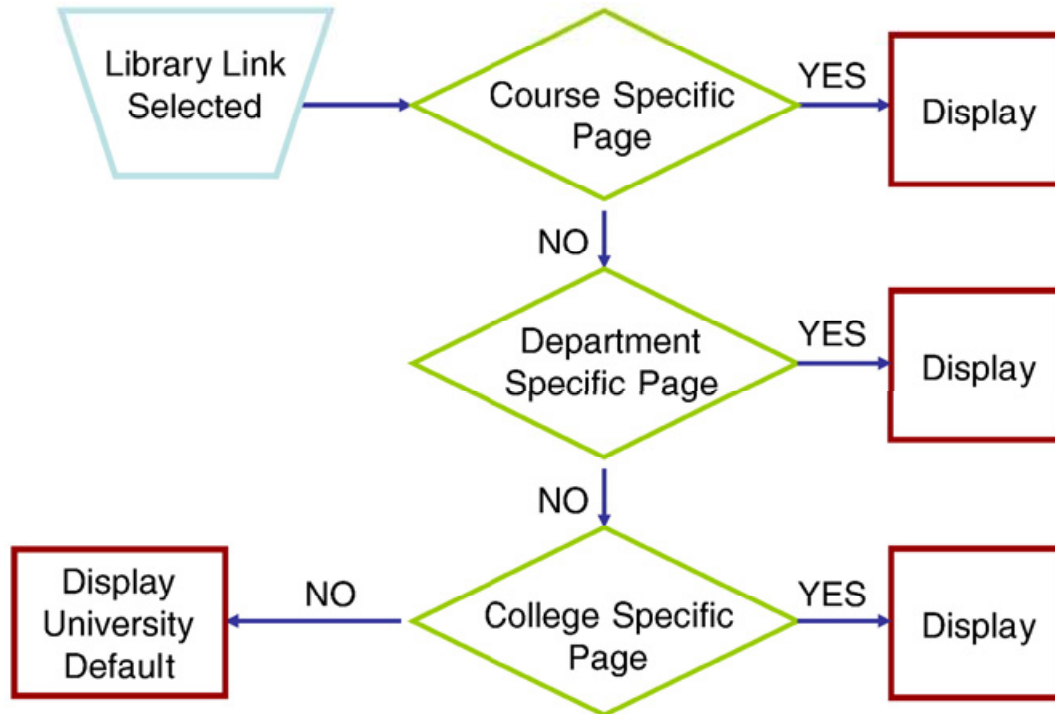 Library Link
Selected
Course Specific
Page
YES
Display
NO
Department
Specific Page
YES
Display
NO
College Specific
Page
YES
Display
NO
Display
University
Default